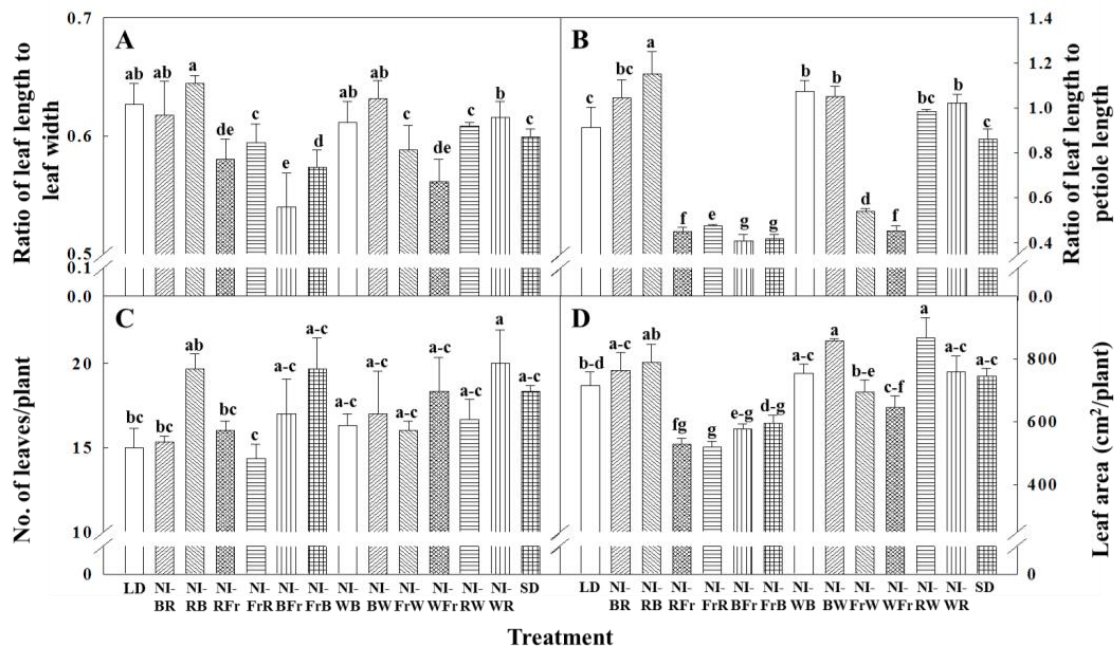 A
0.7
0.6
0.5
0.1
0.0
Ratio of leaf length to
leaf width
ab ab a de c e d ab ab c de c b c
B
1.4
1.2
1.0
0.8
0.6
0.4
0.0
Ratio of leaf length to
petiole length
c bc a f e g g b b d f bc b c
C
20
15
10
0
No. of leaves/plant
bc bc ab bc c a-c a-c a-c a-c a-c a-c a-c a a-c
D
800
600
400
0
Leaf area (cm²/plant)
b-d a-c ab fg g e-g d-g a-c a b-e c-f a a-c a-c
LD NI- NI- NI- NI- NI- NI- NI- NI- NI- NI- NI- NI- SD LD NI- NI- NI- NI- NI- NI- NI- NI- NI- NI- NI- NI- SD
BR RB RFr FrR BFr FrB WB BW FrW WFr RW WR BR RB RFr FrR BFr FrB WB BW FrW WFr RW WR
Treatment